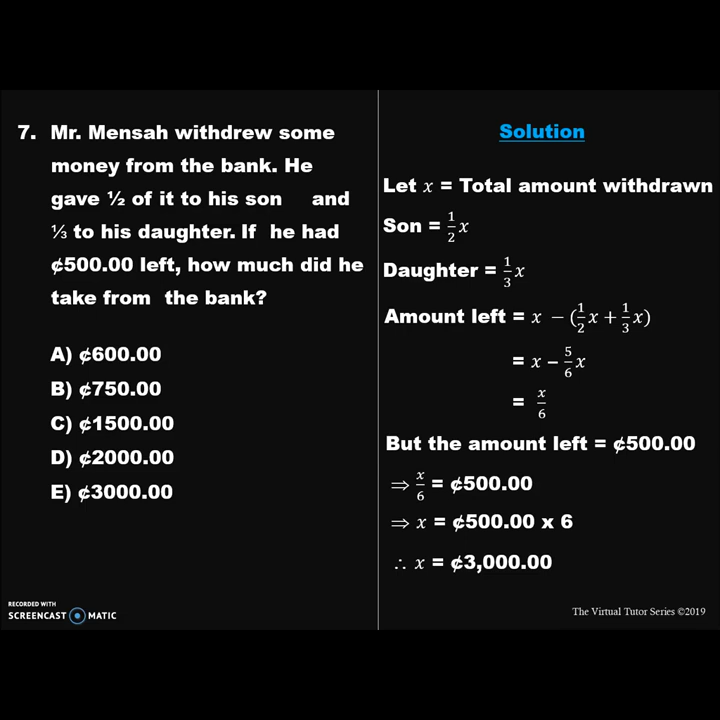 7. Mr. Mensah withdrew some
money from the bank. He
gave ½ of it to his son and
⅓ to his daughter. If he had
¢500.00 left, how much did he
take from the bank?
A) ¢600.00
B) ¢750.00
C) ¢1500.00
D) ¢2000.00
E) ¢3000.00
RECORDED WITH
SCREENCAST MATIC
Solution
Let x = Total amount withdrawn
Son = 1/2 x
Daughter = 1/3 x
Amount left = x − (1/2 x + 1/3 x)
= x – 5/6 x
= x/6
But the amount left = ¢500.00
⇒ x/6 = ¢500.00
⇒ x = ¢500.00 x 6
∴ x = ¢3,000.00
The Virtual Tutor Series ©2019